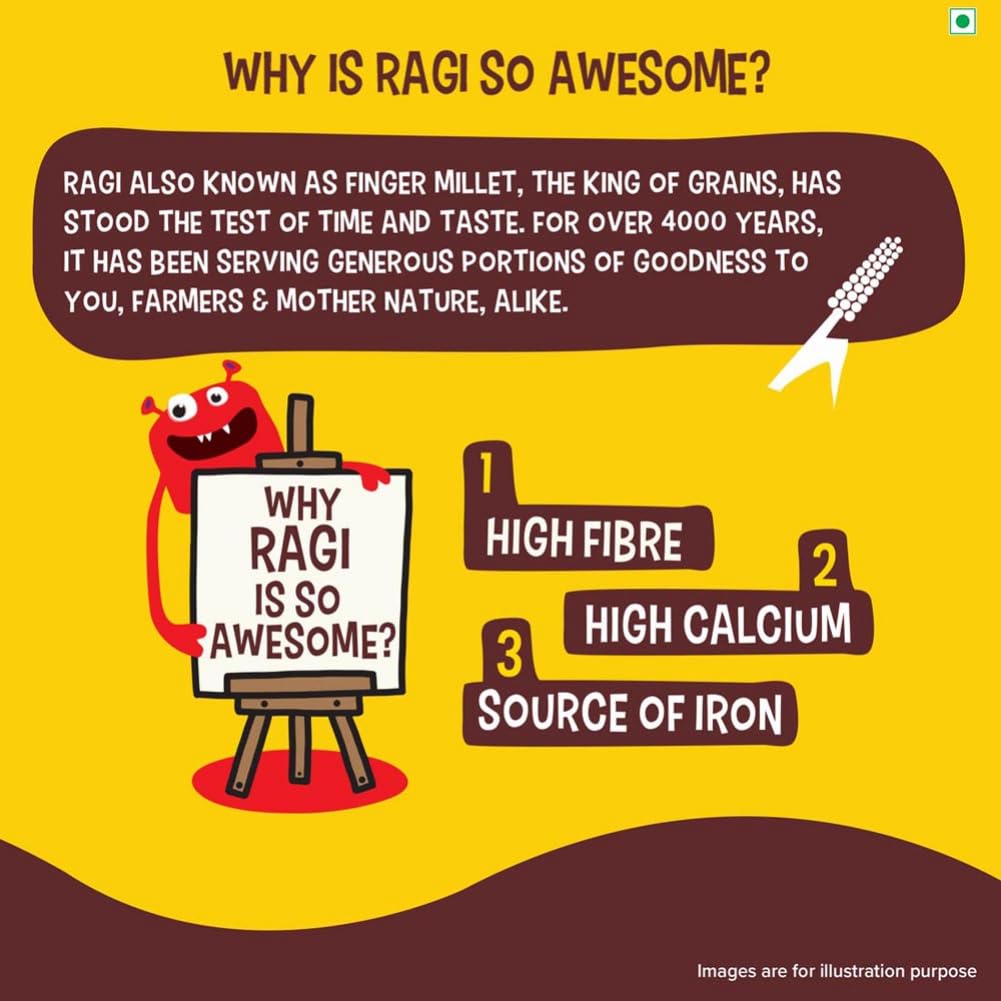 WHY IS RAGI SO AWESOME?
RAGI ALSO KNOWN AS FINGER MILLET, THE KING OF GRAINS, HAS
STOOD THE TEST OF TIME AND TASTE. FOR OVER 4000 YEARS,
IT HAS BEEN SERVING GENEROUS PORTIONS OF GOODNESS TO
YOU, FARMERS & MOTHER NATURE, ALIKE.
WHY
RAGI
IS SO
AWESOME?
1
HIGH FIBRE
2
HIGH CALCIUM
3
SOURCE OF IRON
Images are for illustration purpose